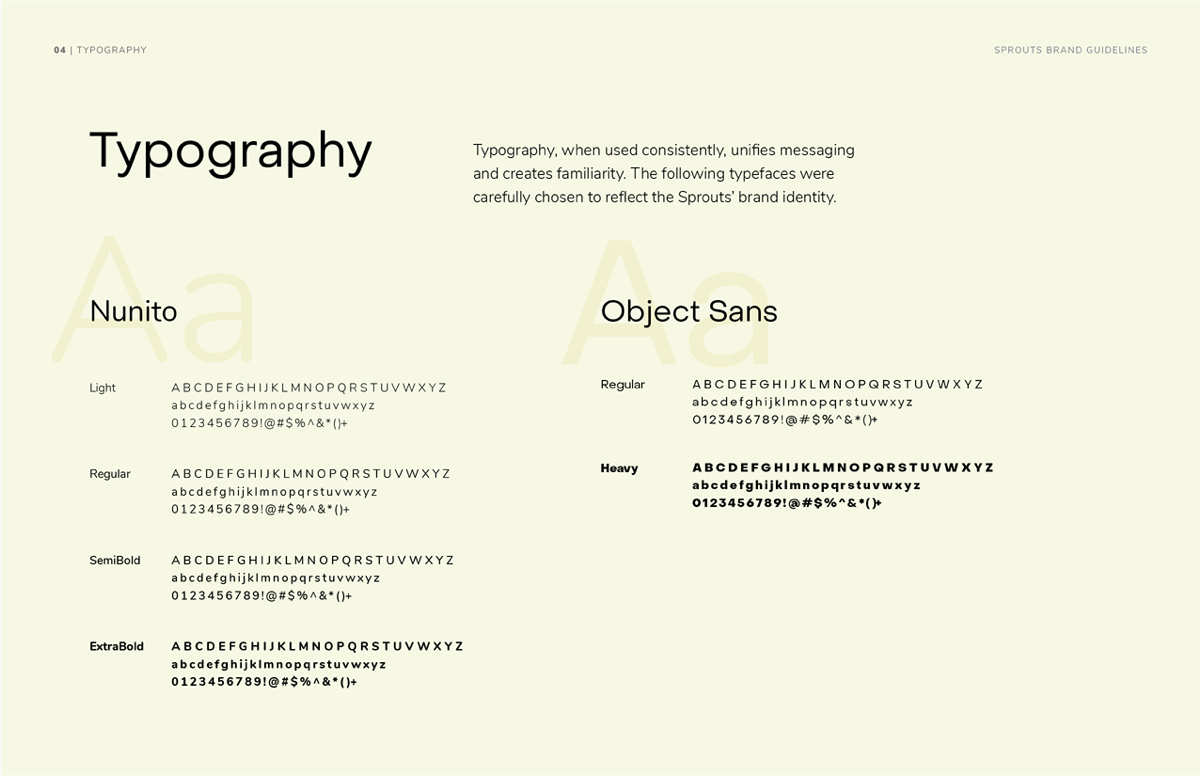 04 | TYPOGRAPHY
SPROUTS BRAND GUIDELINES
Typography
Typography, when used consistently, unifies messaging
and creates familiarity. The following typefaces were
carefully chosen to reflect the Sprouts’ brand identity.
Aa
Nunito
Light
ABCDEFGHIJKLMNOPQRSTUVWXYZ
abcdefghijklmnopqrstuvwxyz
0123456789!@#$%^&*()+
Regular
ABCDEFGHIJKLMNOPQRSTUVWXYZ
abcdefghijklmnopqrstuvwxyz
0123456789!@#$%^&*()+
SemiBold
ABCDEFGHIJKLMNOPQRSTUVWXYZ
abcdefghijklmnopqrstuvwxyz
0123456789!@#$%^&*()+
ExtraBold
ABCDEFGHIJKLMNOPQRSTUVWXYZ
abcdefghijklmnopqrstuvwxyz
0123456789!@#$%^&*()+
Aa
Object Sans
Regular
ABCDEFGHIJKLMNOPQRSTUVWXYZ
abcdefghijklmnopqrstuvwxyz
0123456789!@#$%^&*()+
Heavy
ABCDEFGHIJKLMNOPQRSTUVWXYZ
abcdefghijklmnopqrstuvwxyz
0123456789!@#$%^&*()+